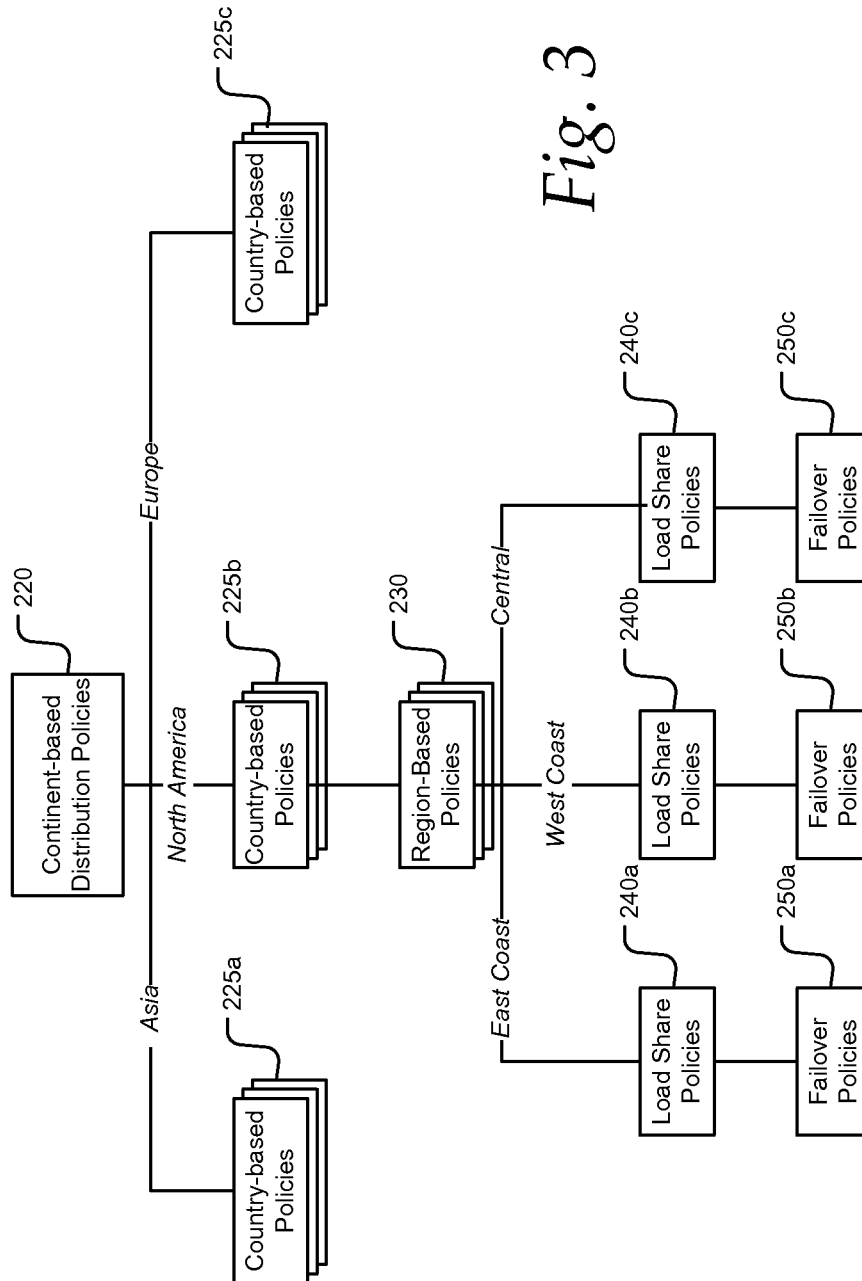 Continent-based
Distribution Policies
220
Asia
North America
Europe
225a
225b
225c
Country-based
Policies
Country-based
Policies
Country-based
Policies
230
Region-Based
Policies
East Coast
West Coast
Central
240a
240b
240c
Load Share
Policies
Load Share
Policies
Load Share
Policies
250a
250b
250c
Failover
Policies
Failover
Policies
Failover
Policies
Fig. 3